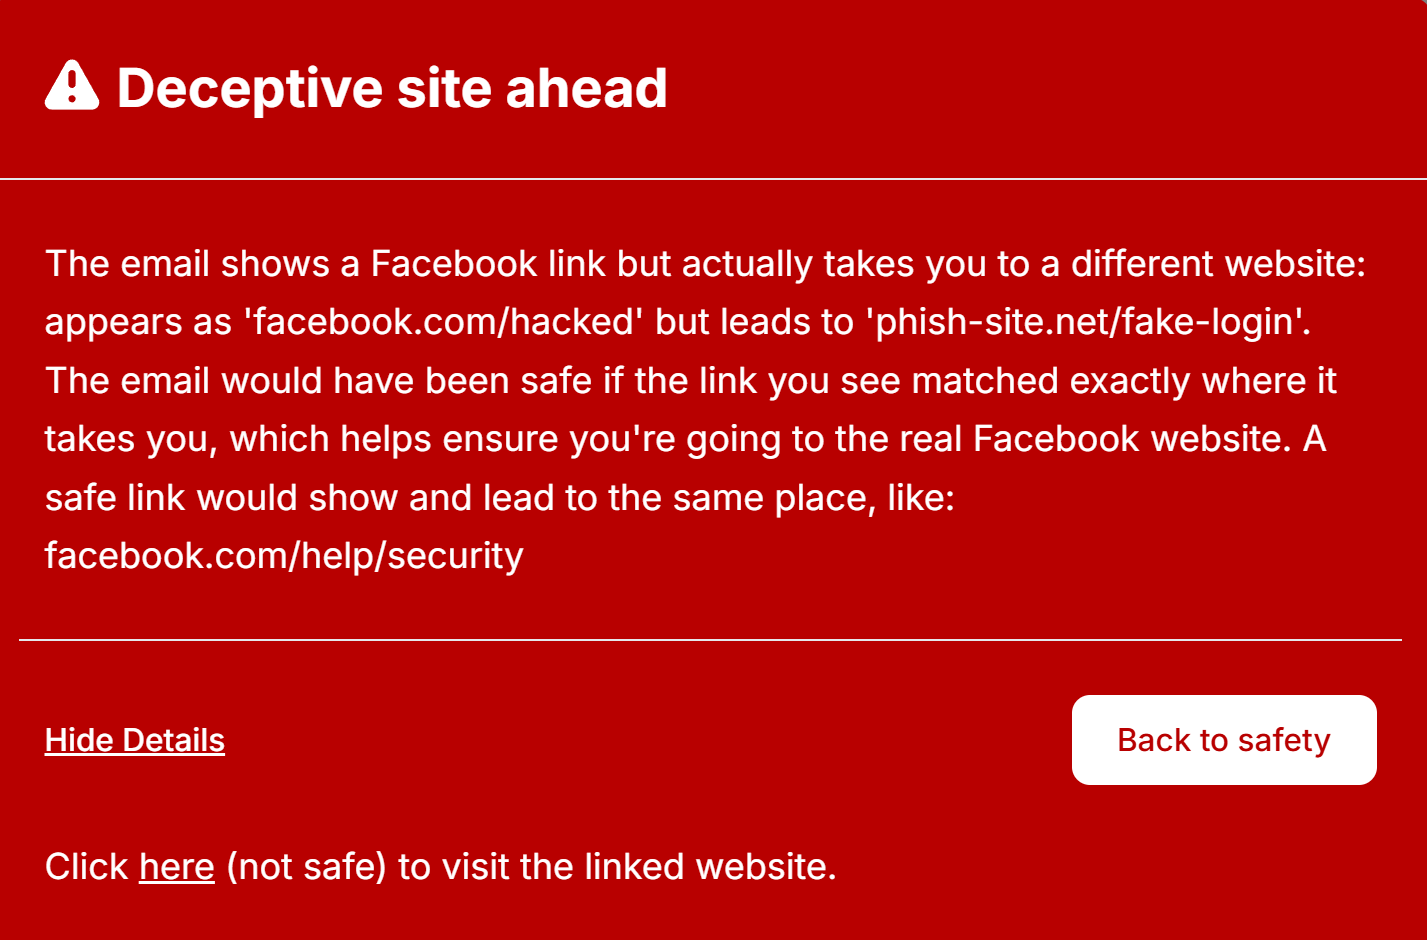 Deceptive site ahead
The email shows a Facebook link but actually takes you to a different website:
appears as 'facebook.com/hacked' but leads to 'phish-site.net/fake-login'.
The email would have been safe if the link you see matched exactly where it
takes you, which helps ensure you're going to the real Facebook website. A
safe link would show and lead to the same place, like:
facebook.com/help/security
Hide Details
Back to safety
Click here (not safe) to visit the linked website.